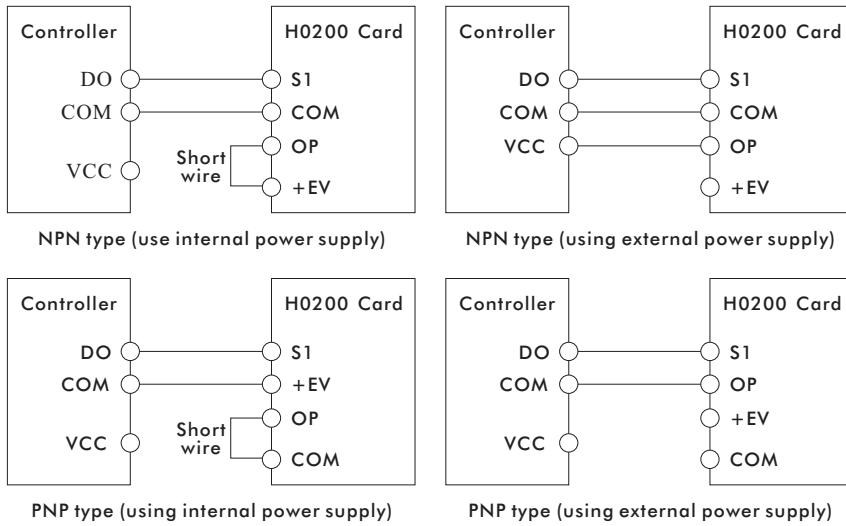 Controller
H0200 Card
DO
S1
COM
COM
OP
VCC
Short
wire
+EV
NPN type (use internal power supply)
Controller
H0200 Card
DO
S1
COM
COM
VCC
OP
+EV
NPN type (using external power supply)
Controller
H0200 Card
DO
S1
COM
+EV
OP
VCC
Short
wire
COM
PNP type (using internal power supply)
Controller
H0200 Card
DO
S1
COM
OP
+EV
VCC
COM
PNP type (using external power supply)